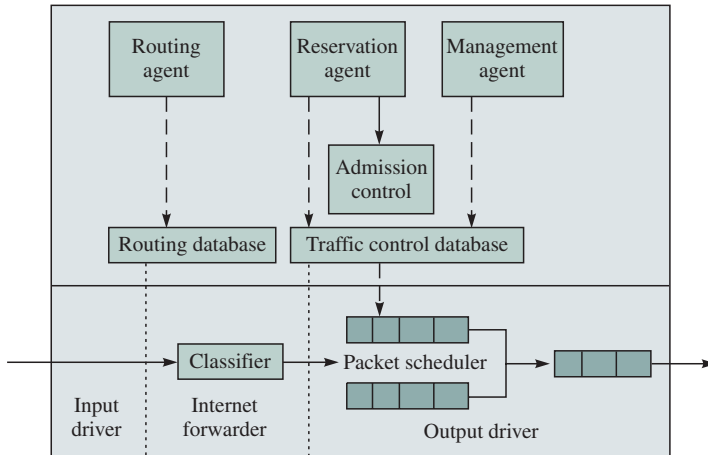 Routing
agent
Reservation
agent
Management
agent
Admission
control
Routing database
Traffic control database
Classifier
Packet scheduler
Input
driver
Internet
forwarder
Output driver